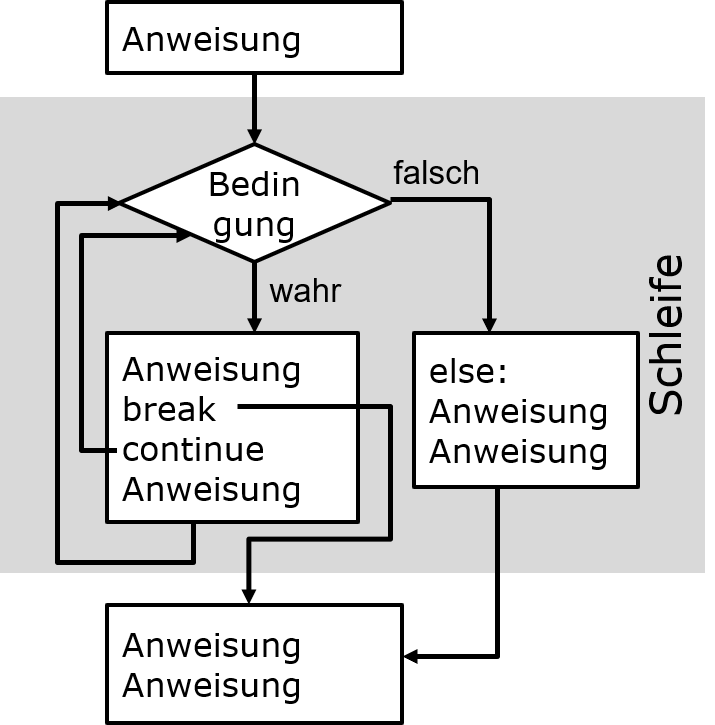 Anweisung
Bedin
gung
falsch
wahr
Schleife
Anweisung
break
continue
Anweisung
else:
Anweisung
Anweisung
Anweisung
Anweisung